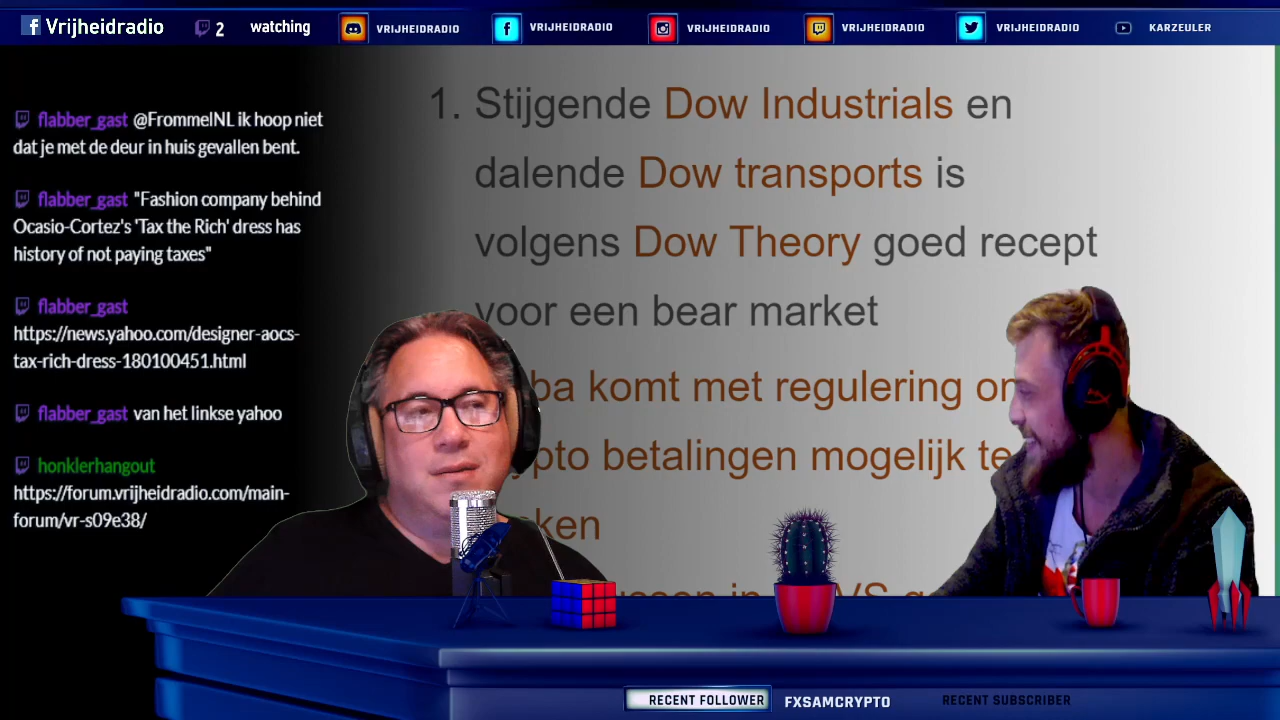 Vrijheidradio
2
watching
VRIJHEIDRADIO
VRIJHEIDRADIO
VRIJHEIDRADIO
VRIJHEIDRADIO
VRIJHEIDRADIO
KARZEULER
flabber_gast @FrommelNL ik hoop niet
dat je met de deur in huis gevallen bent.
flabber_gast "Fashion company behind
Ocasio-Cortez's 'Tax the Rich' dress has
history of not paying taxes"
flabber_gast
https://news.yahoo.com/designer-aocs-
tax-rich-dress-180100451.html
flabber_gast van het linkse yahoo
honklerhangout
https://forum.vrijheidradio.com/main-
forum/vr-s09e38/
1. Stijgende Dow Industrials en
dalende Dow transports is
volgens Dow Theory goed recept
voor een bear market
komt met regulering
betalingen mogelijk te
RECENT FOLLOWER
FXSAMCRYPTO
RECENT SUBSCRIBER